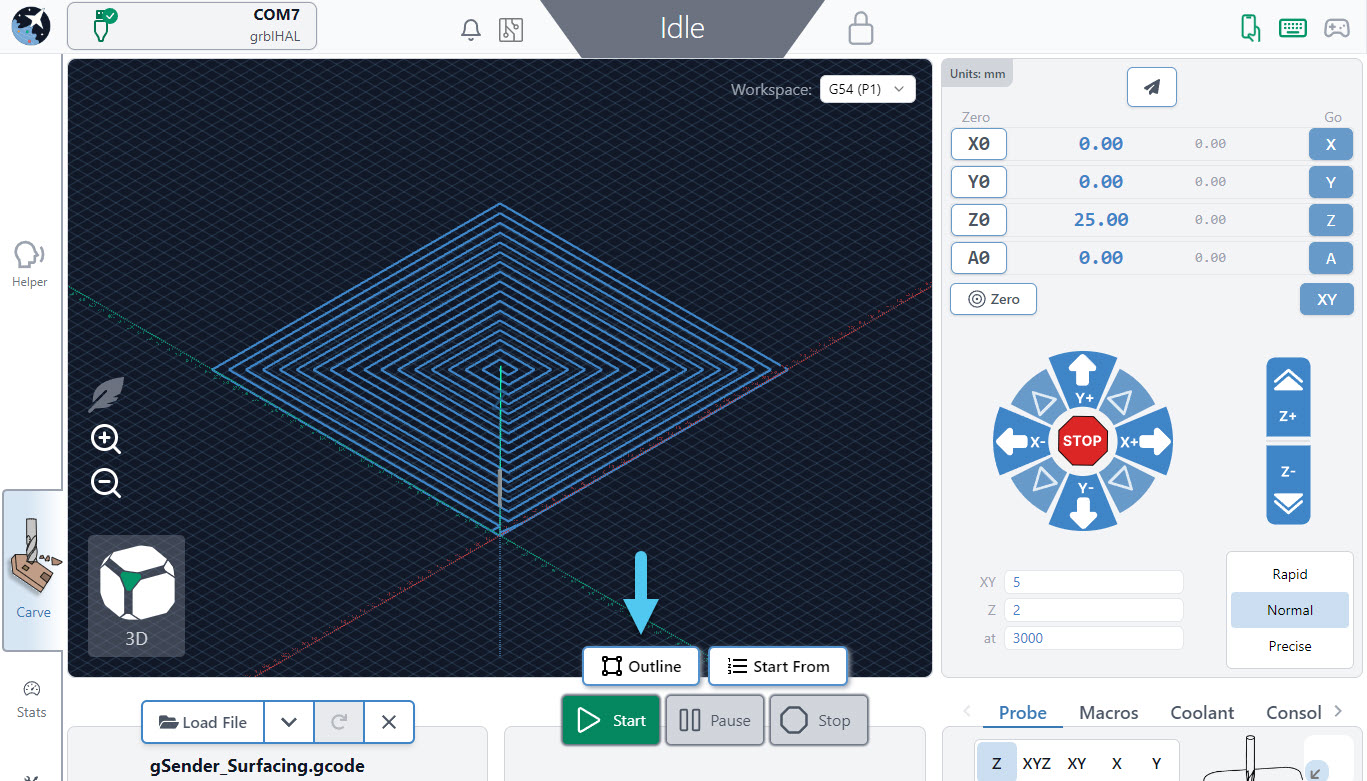 COM7
grblHAL
Idle
Workspace: G54 (P1)
Units: mm
Zero Go
X0 0.00 0.00 X
Y0 0.00 0.00 Y
Z0 25.00 0.00 Z
A0 0.00 0.00 A
Zero XY
Helper
Y+
X- STOP X+
Y-
Z+
Z-
XY 5
Z 2
at 3000
Rapid
Normal
Precise
3D
Carve
Stats
Outline Start From
Load File
Start Pause Stop
gSender_Surfacing.gcode
Probe Macros Coolant Consol
Z XYZ XY X Y